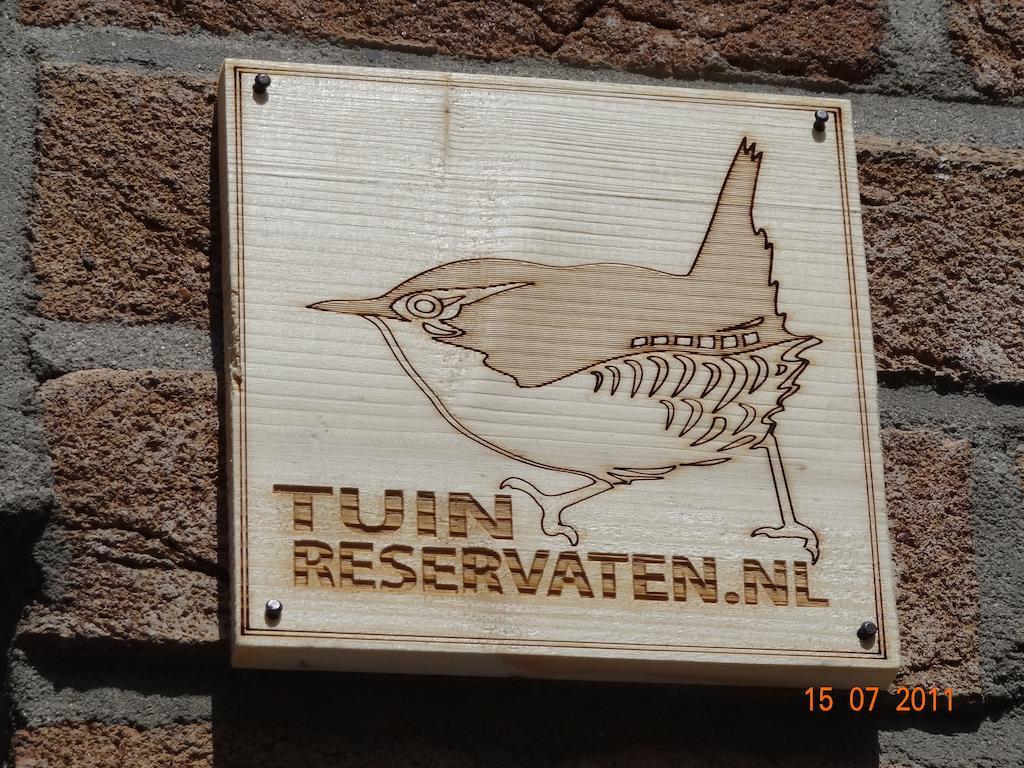 TUIN
RESERVATEN.NL
15 07 2011